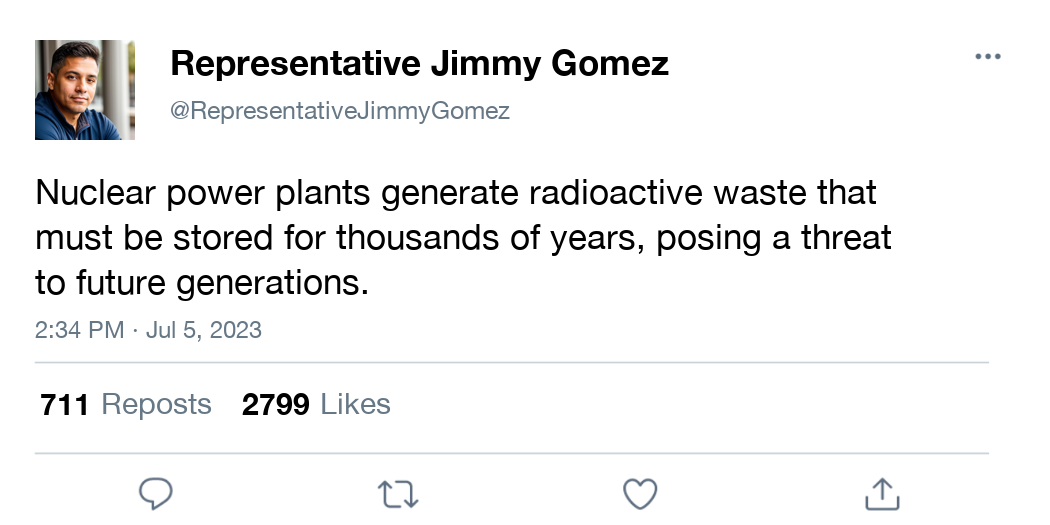 Representative Jimmy Gomez
@RepresentativeJimmyGomez
Nuclear power plants generate radioactive waste that
must be stored for thousands of years, posing a threat
to future generations.
2:34 PM · Jul 5, 2023
711 Reposts 2799 Likes